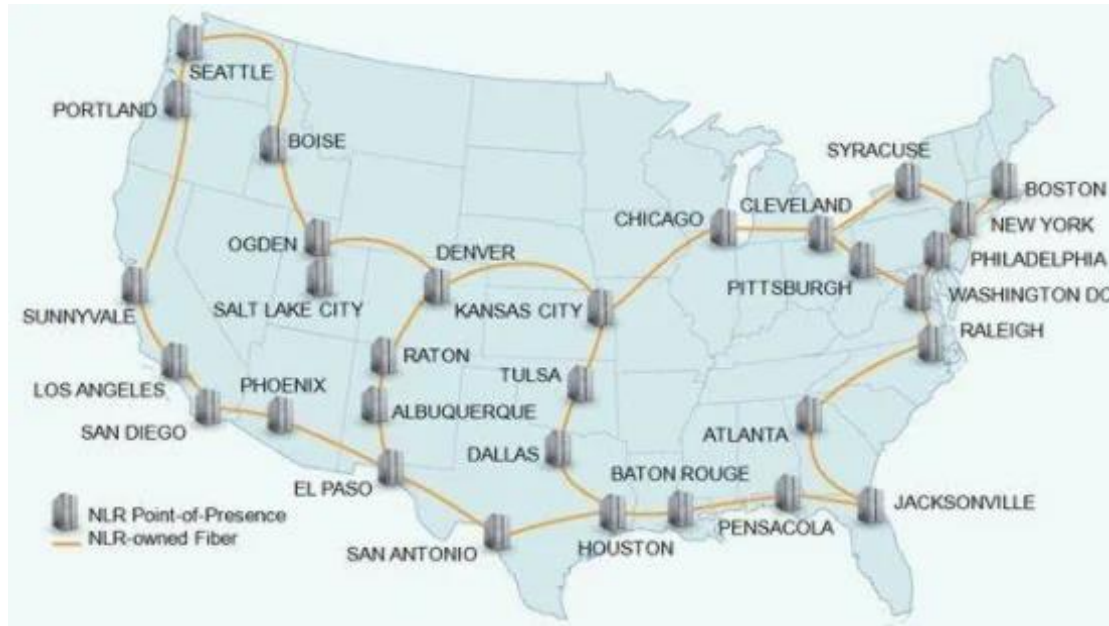 SEATTLE
PORTLAND
BOISE
SYRACUSE
BOSTON
CHICAGO
CLEVELAND
NEW YORK
OGDEN
DENVER
PHILADELPHIA
PITTSBURGH
WASHINGTON DC
SALT LAKE CITY
KANSAS CITY
SUNNYVALE
RALEIGH
RATON
TULSA
LOS ANGELES
PHOENIX
ALBUQUERQUE
SAN DIEGO
ATLANTA
DALLAS
BATON ROUGE
EL PASO
JACKSONVILLE
PENSACOLA
NLR Point-of-Presence
NLR-owned Fiber
SAN ANTONIO
HOUSTON